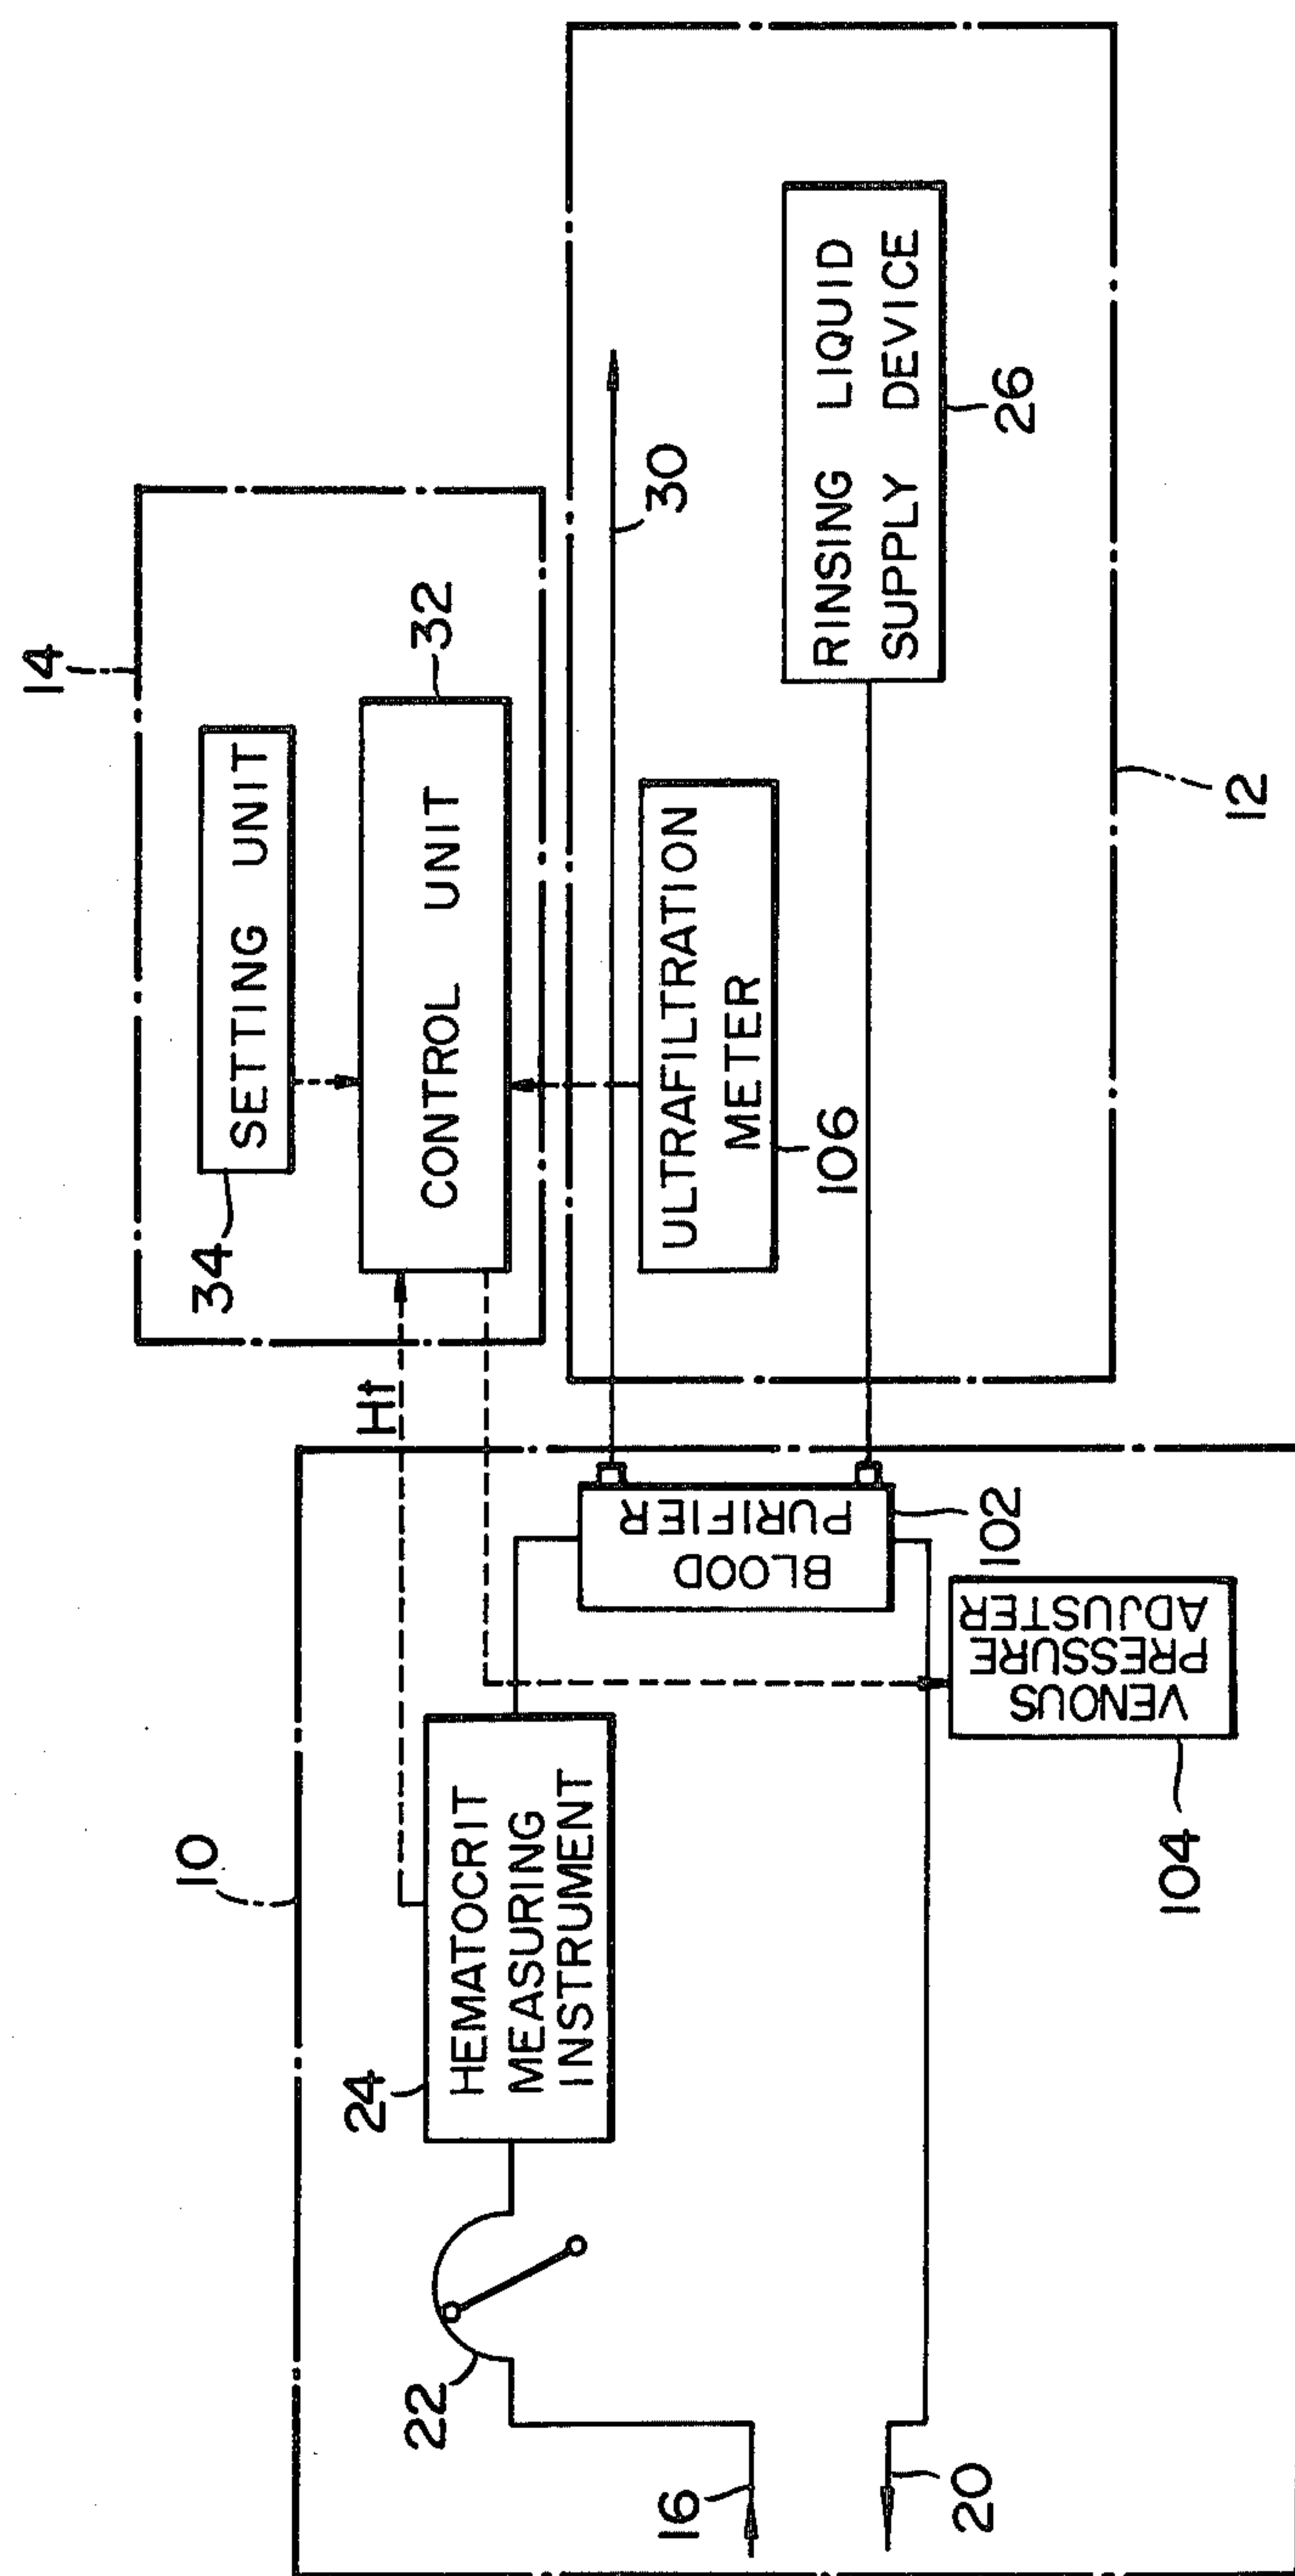 14
34
SETTING UNIT
32
CONTROL UNIT
Ht
10
24
HEMATOCRIT
MEASURING
INSTRUMENT
22
16
20
BLOOD
PURIFIER
102
VENOUS
PRESSURE
ADJUSTER
104
30
ULTRAFILTRATION
METER
106
RINSING LIQUID
SUPPLY DEVICE
26
12